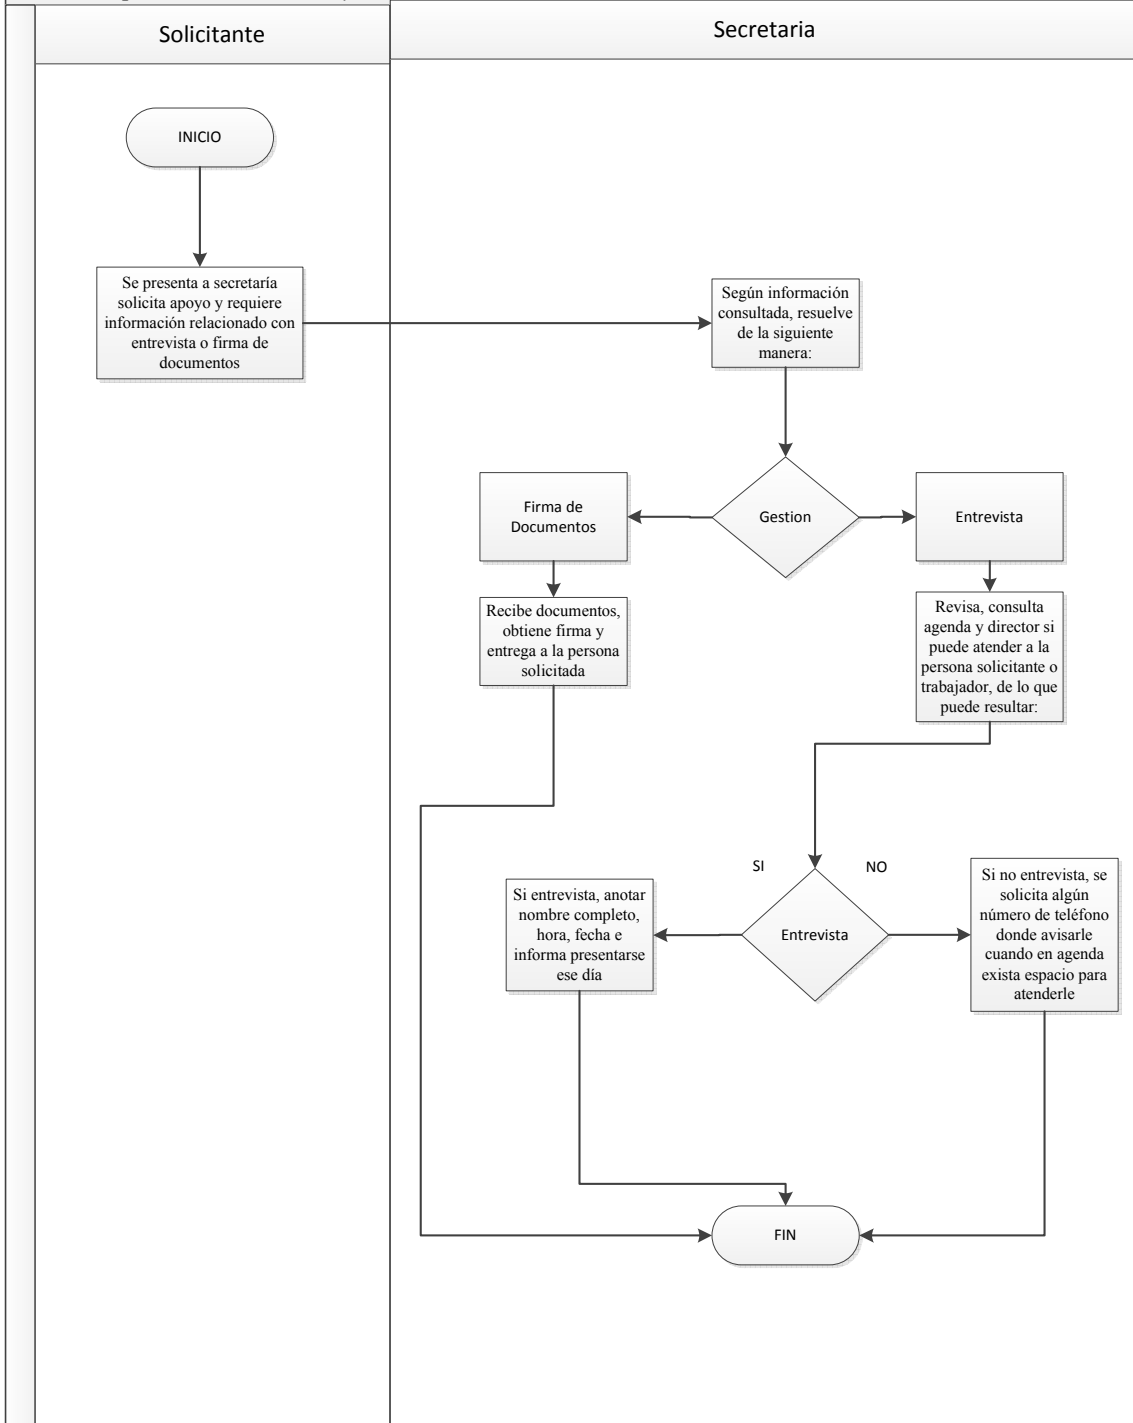 Solicitante
Secretaria
INICIO
Se presenta a secretaría
solicita apoyo y requiere
información relacionado con
entrevista o firma de
documentos
Según información
consultada, resuelve
de la siguiente
manera:
Firma de
Documentos
Gestion
Entrevista
Recibe documentos,
obtiene firma y
entrega a la persona
solicitada
Revisa, consulta
agenda y director si
puede atender a la
persona solicitante o
trabajador, de lo que
puede resultar:
SI
NO
Si entrevista, anotar
nombre completo,
hora, fecha e
informa presentarse
ese día
Entrevista
Si no entrevista, se
solicita algún
número de teléfono
donde avisarle
cuando en agenda
exista espacio para
atenderle
FIN